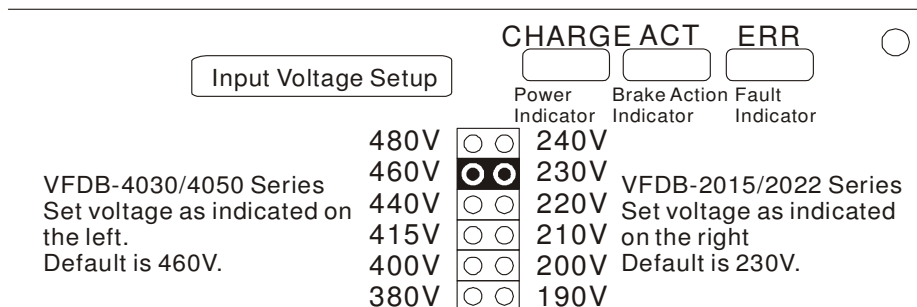 CHARGE ACT ERR
Input Voltage Setup
Power Indicator
Brake Action Indicator
Fault Indicator
480V 240V
460V 230V
440V 220V
415V 210V
400V 200V
380V 190V
VFDB-4030/4050 Series
Set voltage as indicated on
the left.
Default is 460V.
VFDB-2015/2022 Series
Set voltage as indicated
on the right
Default is 230V.